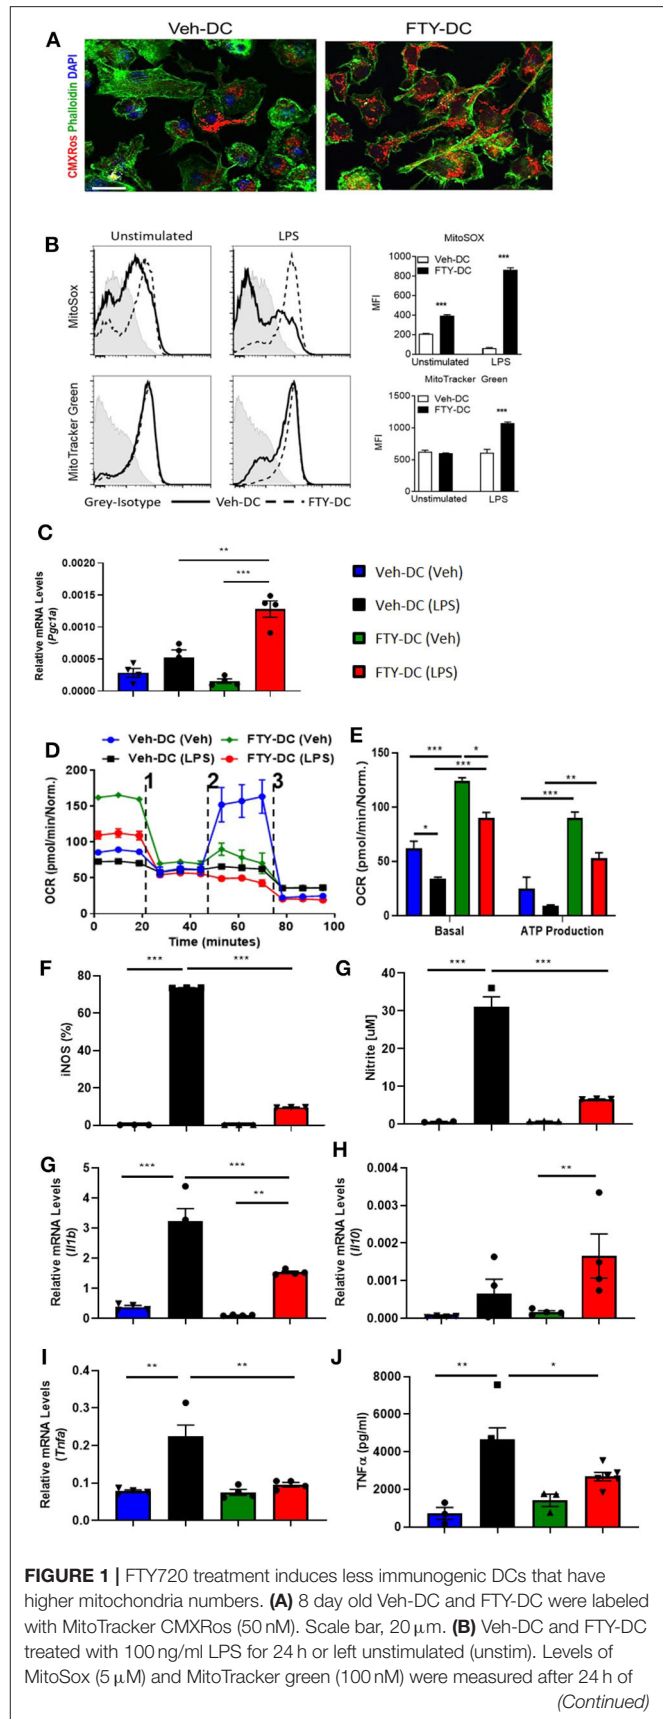 A
Veh-DC
FTY-DC
CMXRos Phalloidin DAPI
B
Unstimulated
LPS
MitoSox
MitoTracker Green
Grey-Isotype
Veh-DC
FTY-DC
MitoSOX
1000
800
600
400
200
0
MFI
Veh-DC
FTY-DC
***
***
Unstimulated
LPS
MitoTracker Green
1500
1000
500
0
MFI
Veh-DC
FTY-DC
***
Unstimulated
LPS
C
Relative mRNA Levels
(Pgc1a)
0.0020
0.0015
0.0010
0.0005
0.0000
**
***
Veh-DC (Veh)
Veh-DC (LPS)
FTY-DC (Veh)
FTY-DC (LPS)
D
Veh-DC (Veh)
FTY-DC (Veh)
Veh-DC (LPS)
FTY-DC (LPS)
OCR (pmol/min/Norm.)
200
150
100
50
0
1
2
3
0
20
40
60
80
100
Time (minutes)
E
OCR (pmol/min/Norm.)
150
100
50
0
***
*
***
*
**
***
Basal
ATP Production
F
iNOS (%)
80
60
40
20
0
***
***
G
Nitrite [uM]
40
30
20
10
0
***
***
G
Relative mRNA Levels
(Il1b)
5
4
3
2
1
0
***
***
**
H
Relative mRNA Levels
(Il10)
0.004
0.003
0.002
0.001
0.000
**
I
Relative mRNA Levels
(Tnfa)
0.4
0.3
0.2
0.1
0.0
**
**
J
TNFα (pg/ml)
8000
6000
4000
2000
0
**
*
FIGURE 1 | FTY720 treatment induces less immunogenic DCs that have
higher mitochondria numbers. (A) 8 day old Veh-DC and FTY-DC were labeled
with MitoTracker CMXRos (50 nM). Scale bar, 20 μm. (B) Veh-DC and FTY-DC
treated with 100 ng/ml LPS for 24 h or left unstimulated (unstim). Levels of
MitoSox (5 μM) and MitoTracker green (100 nM) were measured after 24 h of
(Continued)